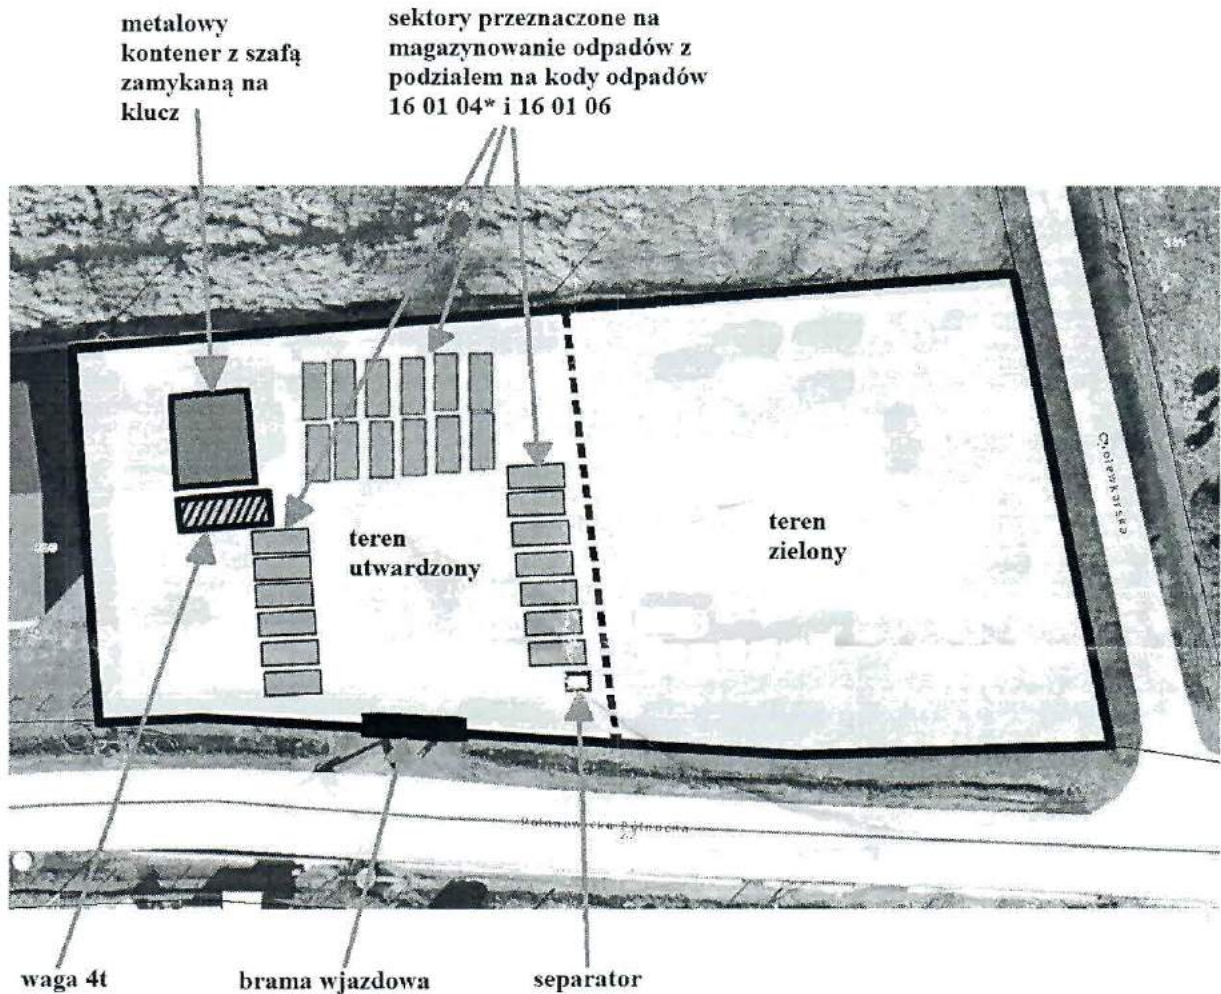 metalowy
kontener z szafą
zamykaną na
klucz
sektory przeznaczone na
magazynowanie odpadów z
podziałem na kody odpadów
16 01 04* i 16 01 06
teren
utwardzony
teren
zielony
waga 4t
brama wjazdowa
separator